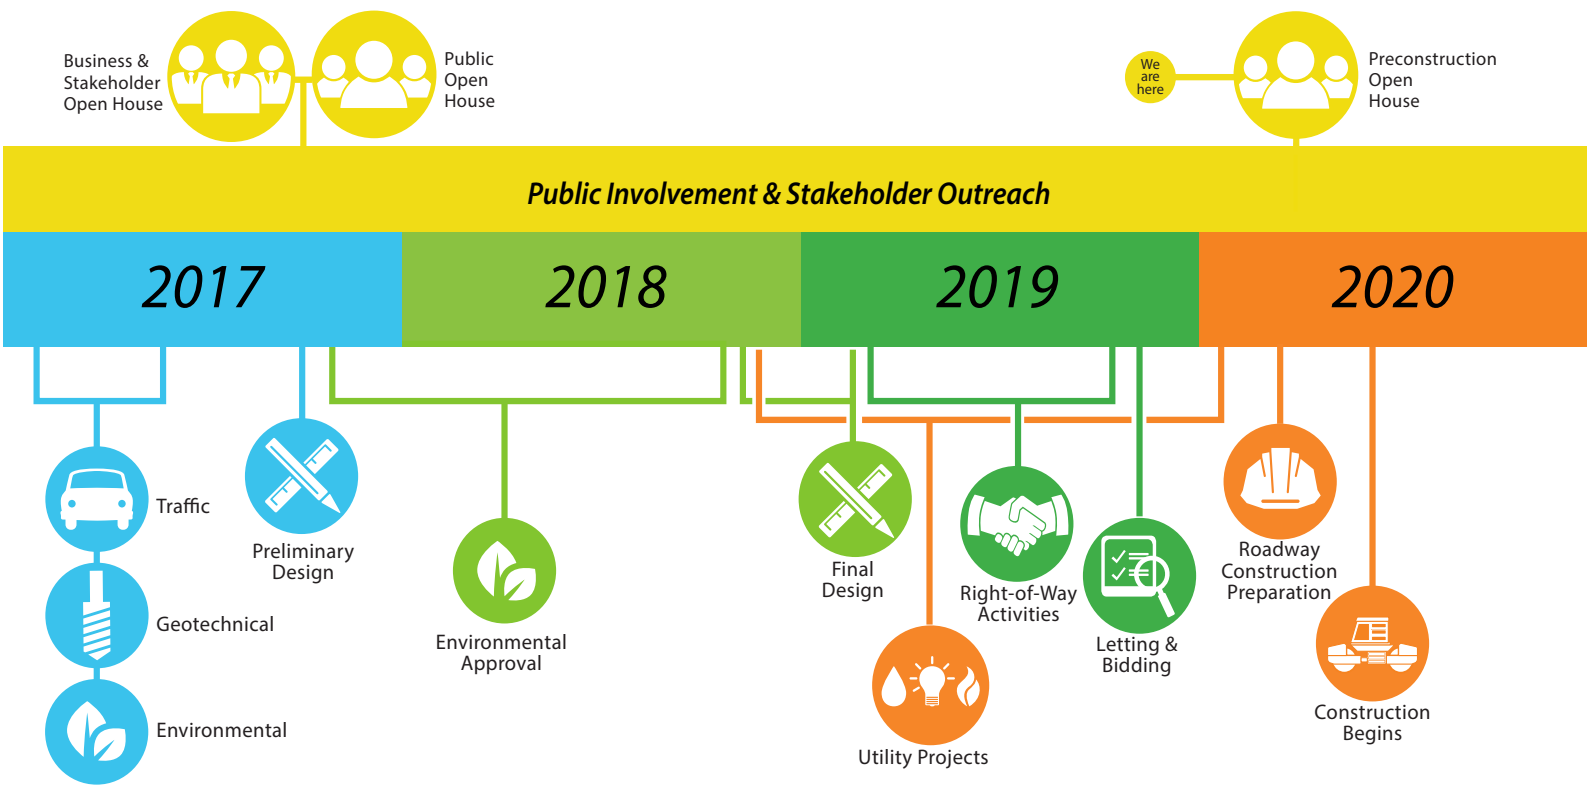 Business &
Stakeholder
Open House
Public
Open
House
We
are
here
Preconstruction
Open
House
Public Involvement & Stakeholder Outreach
2017
2018
2019
2020
Traffic
Geotechnical
Environmental
Preliminary
Design
Environmental
Approval
Final
Design
Utility Projects
Right-of-Way
Activities
Letting &
Bidding
Roadway
Construction
Preparation
Construction
Begins